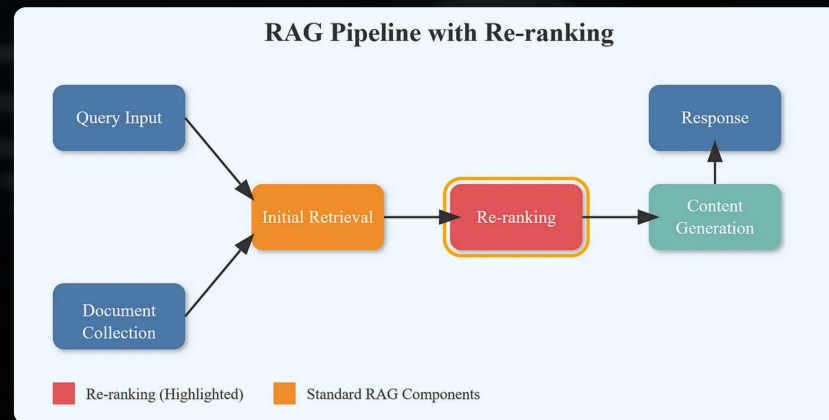 RAG Pipeline with Re-ranking
Query Input
Response
Initial Retrieval
Re-ranking
Content
Generation
Document
Collection
Re-ranking (Highlighted)
Standard RAG Components